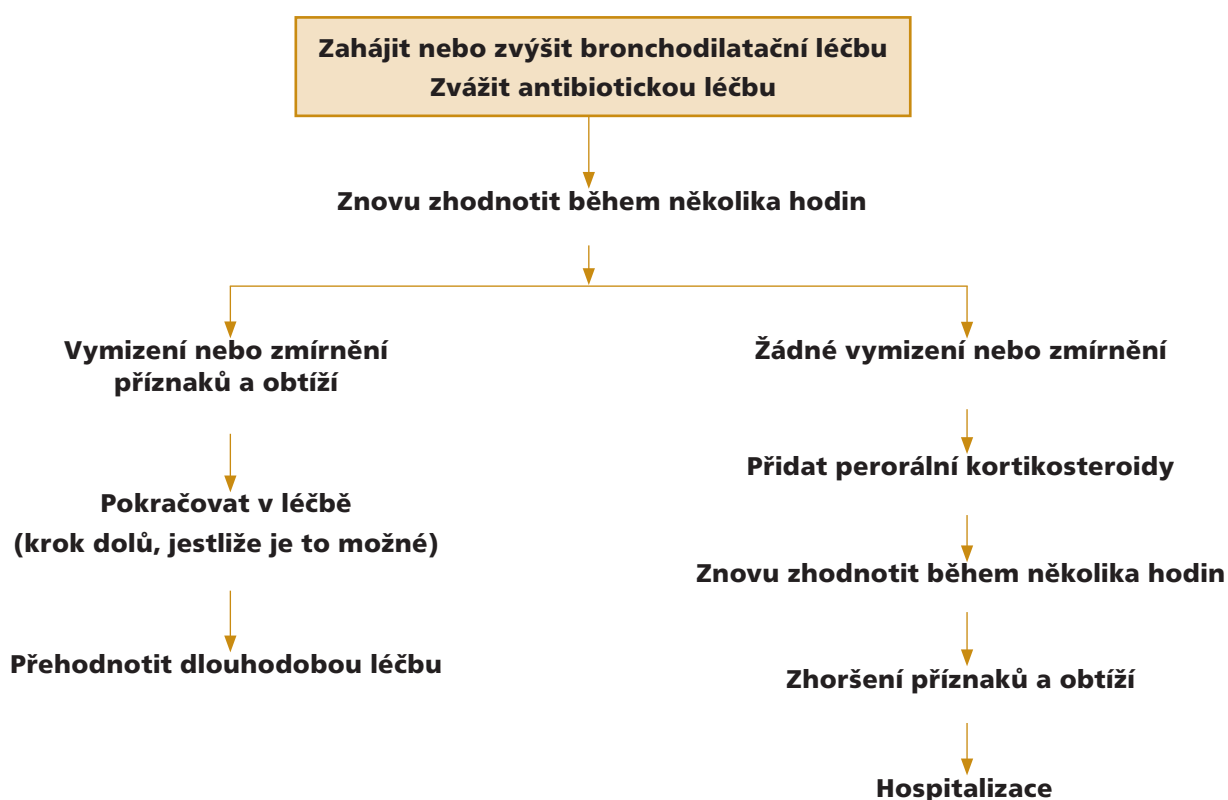 Zahájit nebo zvýšit bronchodilatační léčbu
Zvážit antibiotickou léčbu
Znovu zhodnotit během několika hodin
Vymizení nebo zmírnění
příznaků a obtíží
Pokračovat v léčbě
(krok dolů, jestliže je to možné)
Přehodnotit dlouhodobou léčbu
Žádné vymizení nebo zmírnění
Přidat perorální kortikosteroidy
Znovu zhodnotit během několika hodin
Zhoršení příznaků a obtíží
Hospitalizace